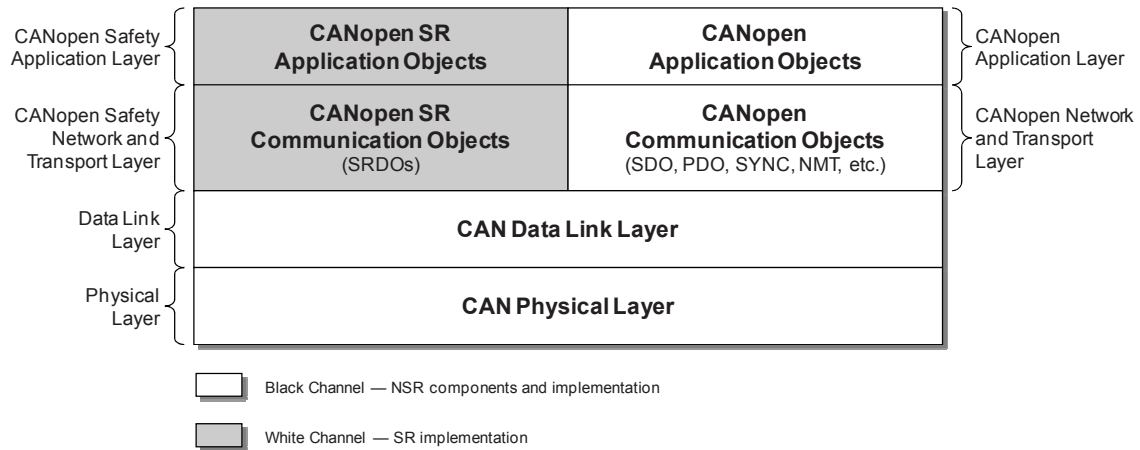 CANopen Safety
Application Layer
CANopen SR
Application Objects
CANopen
Application Objects
CANopen
Application Layer
CANopen Safety
Network and
Transport Layer
CANopen SR
Communication Objects
(SRDOs)
CANopen
Communication Objects
(SDO, PDO, SYNC, NMT, etc.)
CANopen Network
and Transport
Layer
Data Link
Layer
CAN Data Link Layer
Physical
Layer
CAN Physical Layer
Black Channel — NSR components and implementation
White Channel — SR implementation